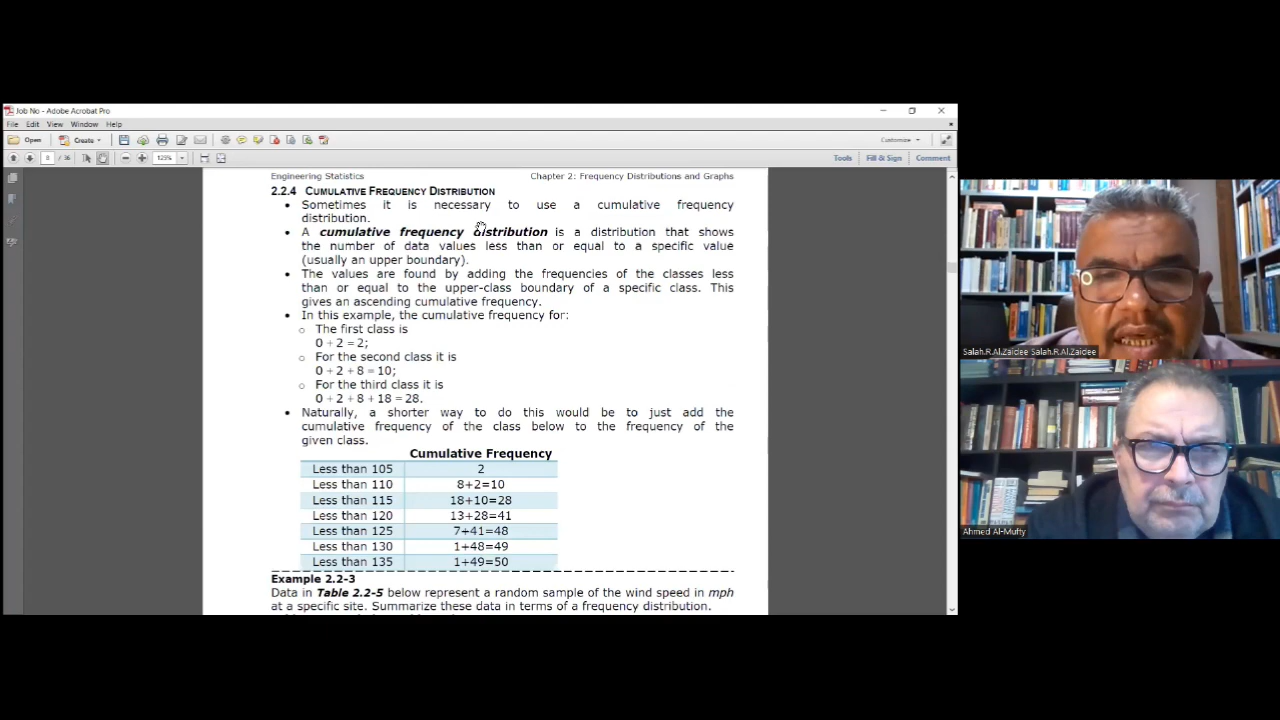 Job No - Adobe Acrobat Pro
File Edit View Window Help
Open Create Customize
8 / 36 125% Tools Fill & Sign Comment
Engineering Statistics Chapter 2: Frequency Distributions and Graphs
2.2.4 CUMULATIVE FREQUENCY DISTRIBUTION
• Sometimes it is necessary to use a cumulative frequency
distribution.
• A cumulative frequency distribution is a distribution that shows
the number of data values less than or equal to a specific value
(usually an upper boundary).
• The values are found by adding the frequencies of the classes less
than or equal to the upper-class boundary of a specific class. This
gives an ascending cumulative frequency.
• In this example, the cumulative frequency for:
○ The first class is
0 + 2 = 2;
○ For the second class it is
0 + 2 + 8 = 10;
○ For the third class it is
0 + 2 + 8 + 18 = 28.
• Naturally, a shorter way to do this would be to just add the
cumulative frequency of the class below to the frequency of the
given class.
Cumulative Frequency
Less than 105 2
Less than 110 8+2=10
Less than 115 18+10=28
Less than 120 13+28=41
Less than 125 7+41=48
Less than 130 1+48=49
Less than 135 1+49=50
Example 2.2-3
Data in Table 2.2-5 below represent a random sample of the wind speed in mph
at a specific site. Summarize these data in terms of a frequency distribution.
Salah.R.Al.Zaidee Salah.R.Al.Zaidee
Ahmed Al-Mufty